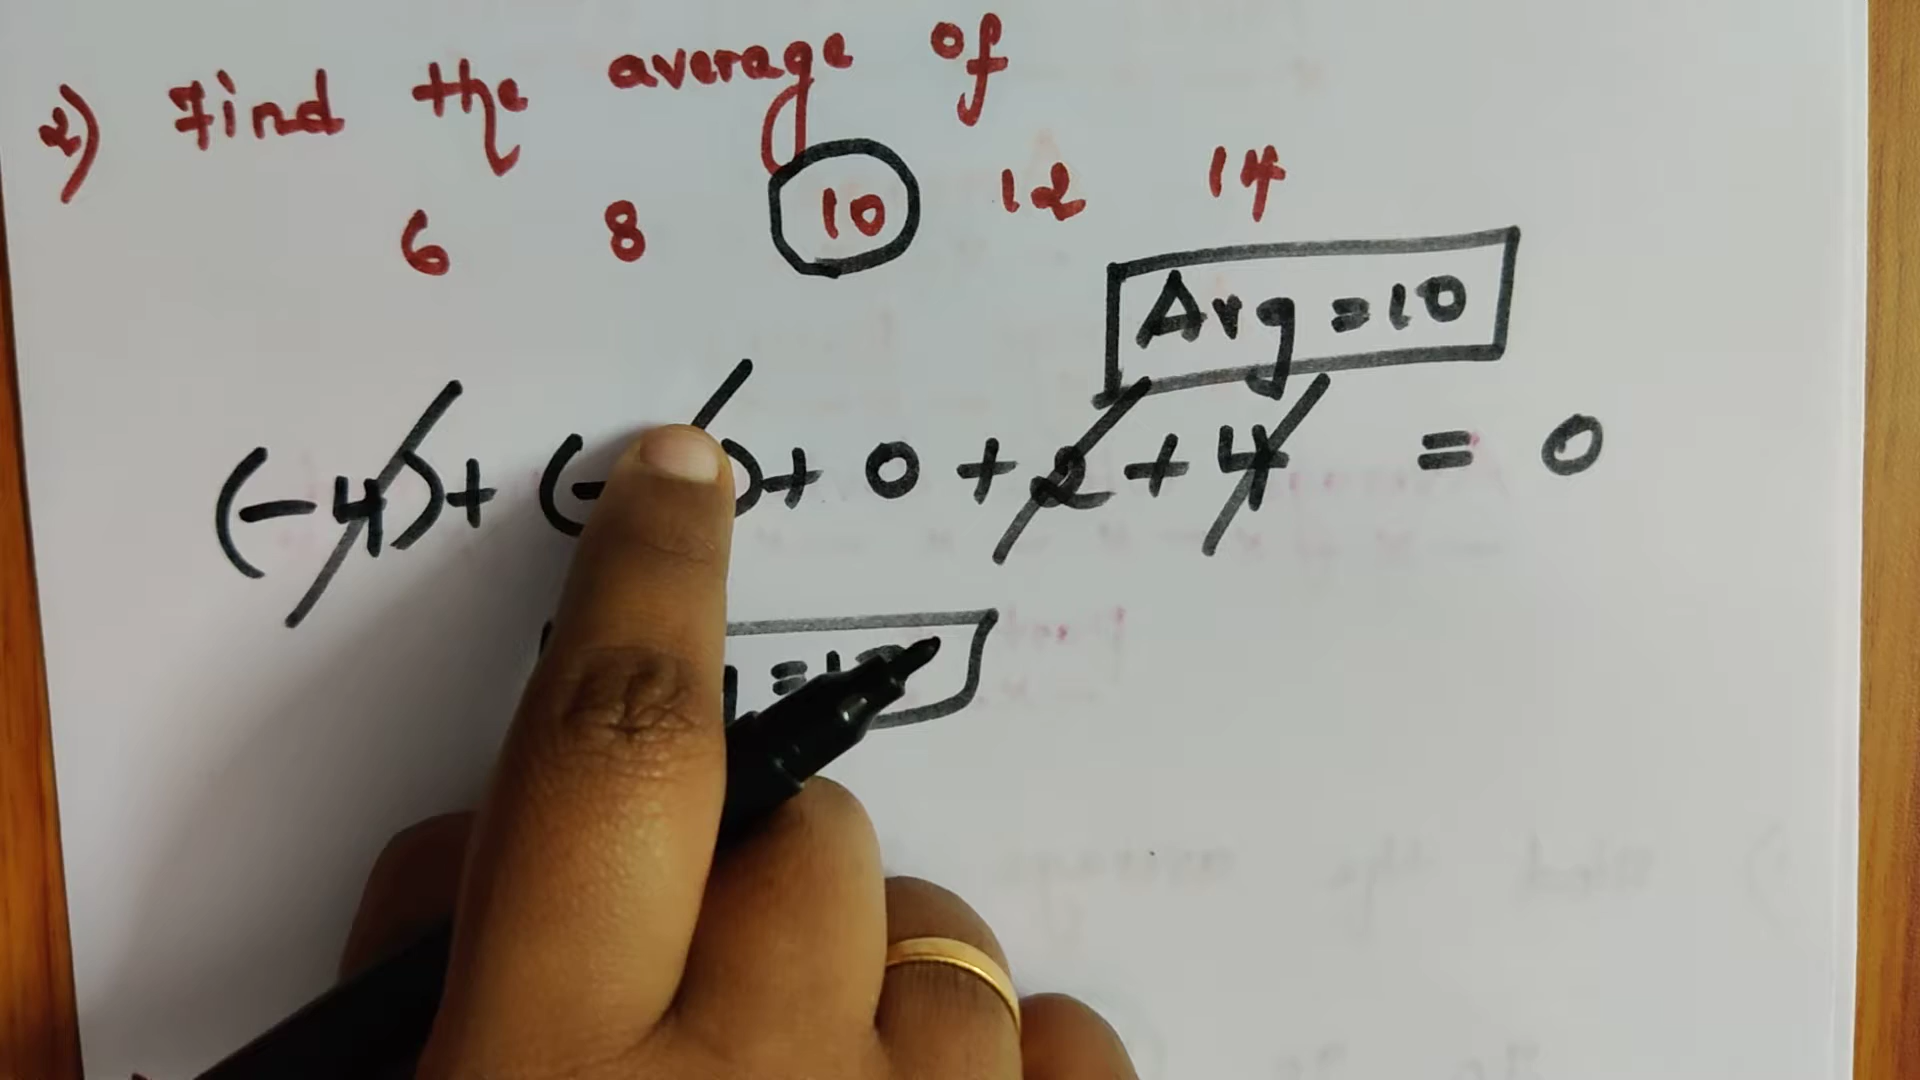 2) Find the average of
6 8 10 12 14
Avg = 10
(-4) + (- ) + 0 + 2 + 4 = 0